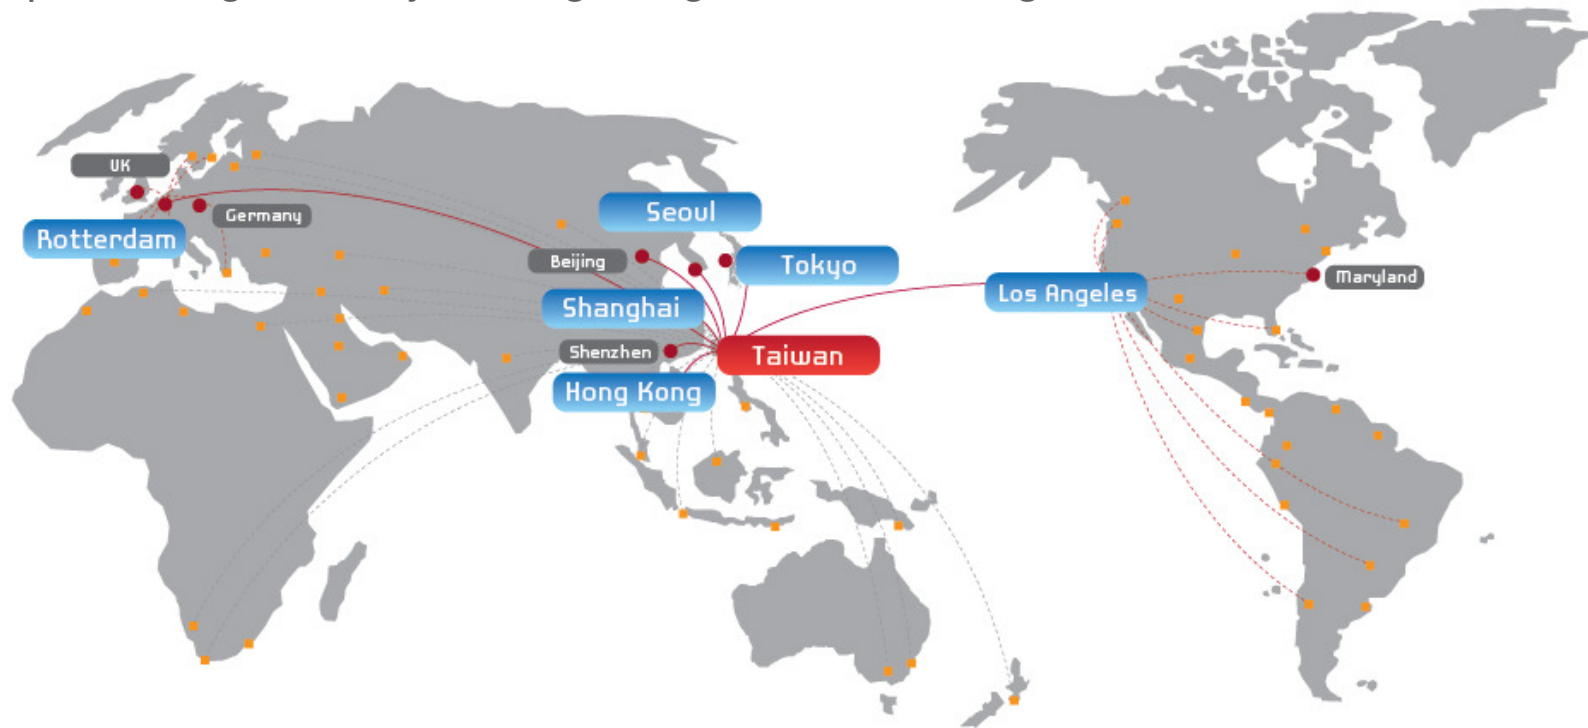 UK
Germany
Rotterdam
Seoul
Beijing
Tokyo
Shanghai
Los Angeles
Maryland
Shenzhen
Taiwan
Hong Kong